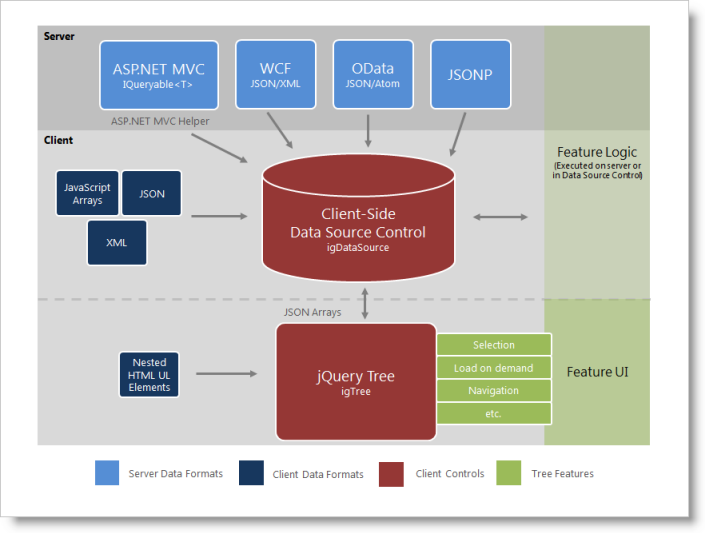 Server
ASP.NET MVC
IQueryable<T>
WCF
JSON/XML
OData
JSON/Atom
JSONP
ASP.NET MVC Helper
Client
Feature Logic
(Executed on server or
in Data Source Control)
JavaScript
Arrays
JSON
XML
Client-Side
Data Source Control
igDataSource
JSON Arrays
Nested
HTML UL
Elements
jQuery Tree
igTree
Selection
Load on demand
Navigation
etc.
Feature UI
Server Data Formats
Client Data Formats
Client Controls
Tree Features